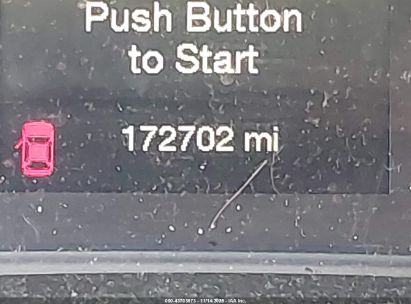 Push Button
to Start
172702 mi